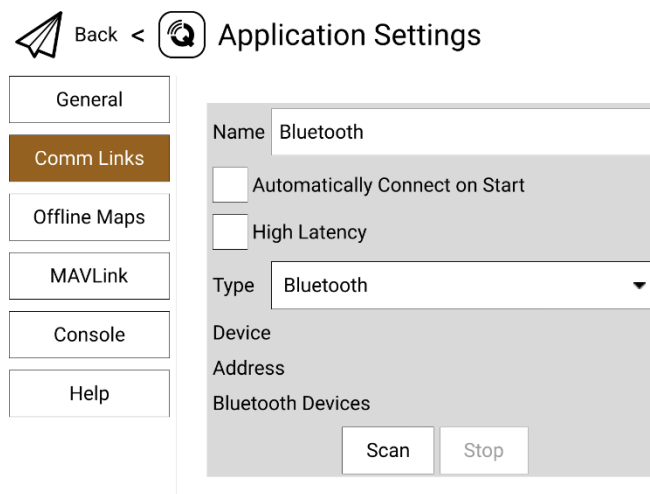 Back < Application Settings
General
Comm Links
Offline Maps
MAVLink
Console
Help
Name Bluetooth
Automatically Connect on Start
High Latency
Type Bluetooth
Device
Address
Bluetooth Devices
Scan Stop